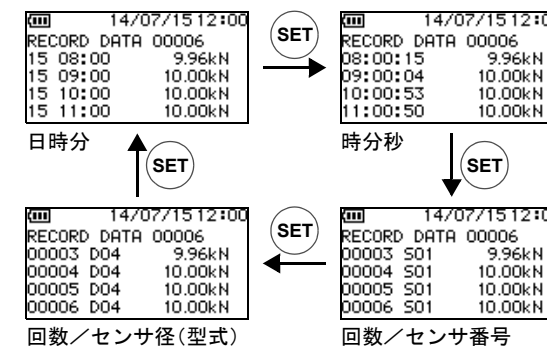 14/07/15 12:00
RECORD DATA 00006
15 08:00 9.96kN
15 09:00 10.00kN
15 10:00 10.00kN
15 11:00 10.00kN
日時分
SET
14/07/15 12:0
RECORD DATA 00006
08:00:15 9.96kN
09:00:04 10.00kN
10:00:53 10.00kN
11:00:50 10.00kN
時分秒
SET
14/07/15 12:0
RECORD DATA 00006
00003 S01 9.96kN
00004 S01 10.00kN
00005 S01 10.00kN
00006 S01 10.00kN
回数/センサ番号
SET
14/07/15 12:00
RECORD DATA 00006
00003 D04 9.96kN
00004 D04 10.00kN
00005 D04 10.00kN
00006 D04 10.00kN
回数/センサ径(型式)
SET